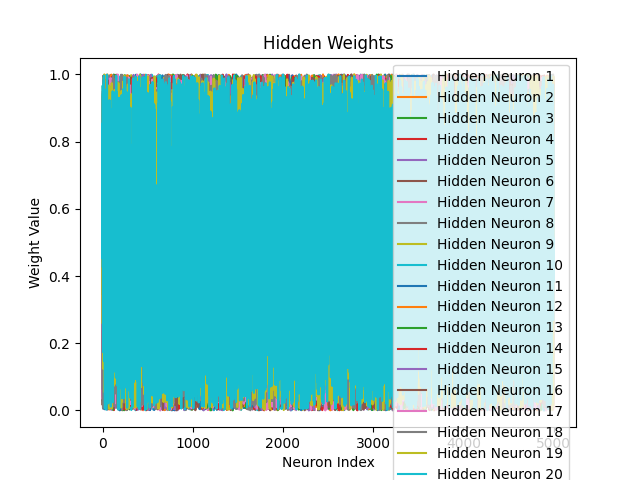 Hidden Weights
1.0
0.8
0.6
0.4
0.2
0.0
Weight Value
0
1000
2000
3000
4000
5000
Neuron Index
Hidden Neuron 1
Hidden Neuron 2
Hidden Neuron 3
Hidden Neuron 4
Hidden Neuron 5
Hidden Neuron 6
Hidden Neuron 7
Hidden Neuron 8
Hidden Neuron 9
Hidden Neuron 10
Hidden Neuron 11
Hidden Neuron 12
Hidden Neuron 13
Hidden Neuron 14
Hidden Neuron 15
Hidden Neuron 16
Hidden Neuron 17
Hidden Neuron 18
Hidden Neuron 19
Hidden Neuron 20